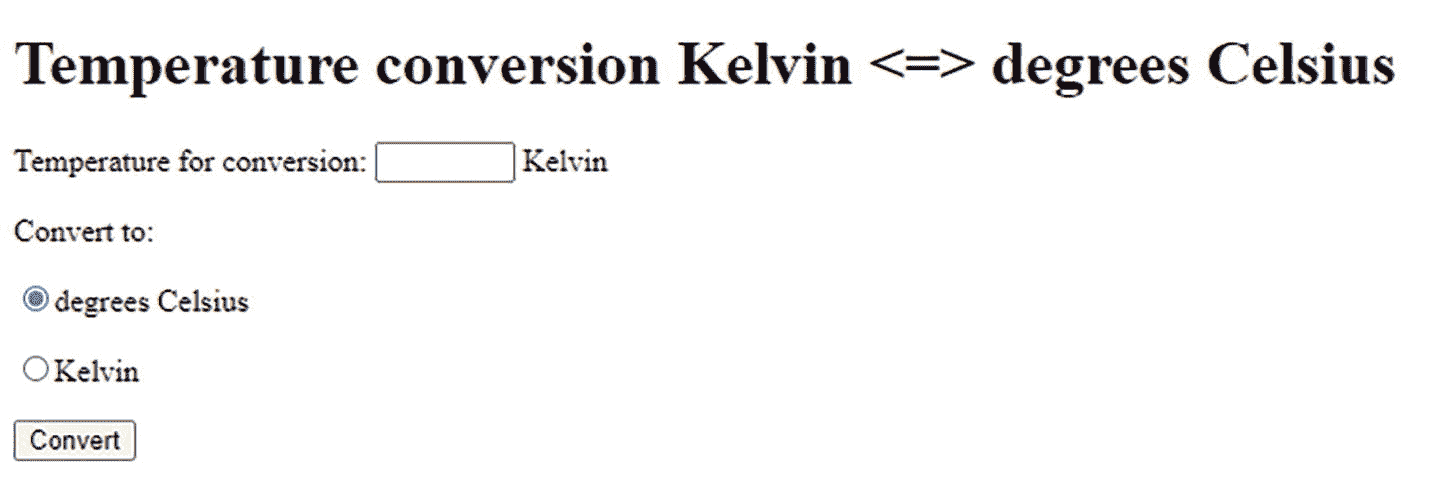 Temperature conversion Kelvin <=> degrees Celsius
Temperature for conversion: Kelvin
Convert to:
degrees Celsius
Kelvin
Convert